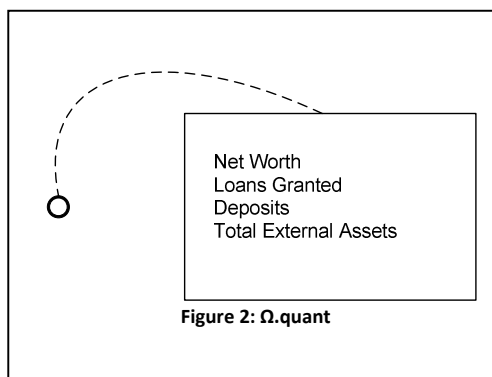 Net Worth
Loans Granted
Deposits
Total External Assets
Figure 2: Ω.quant